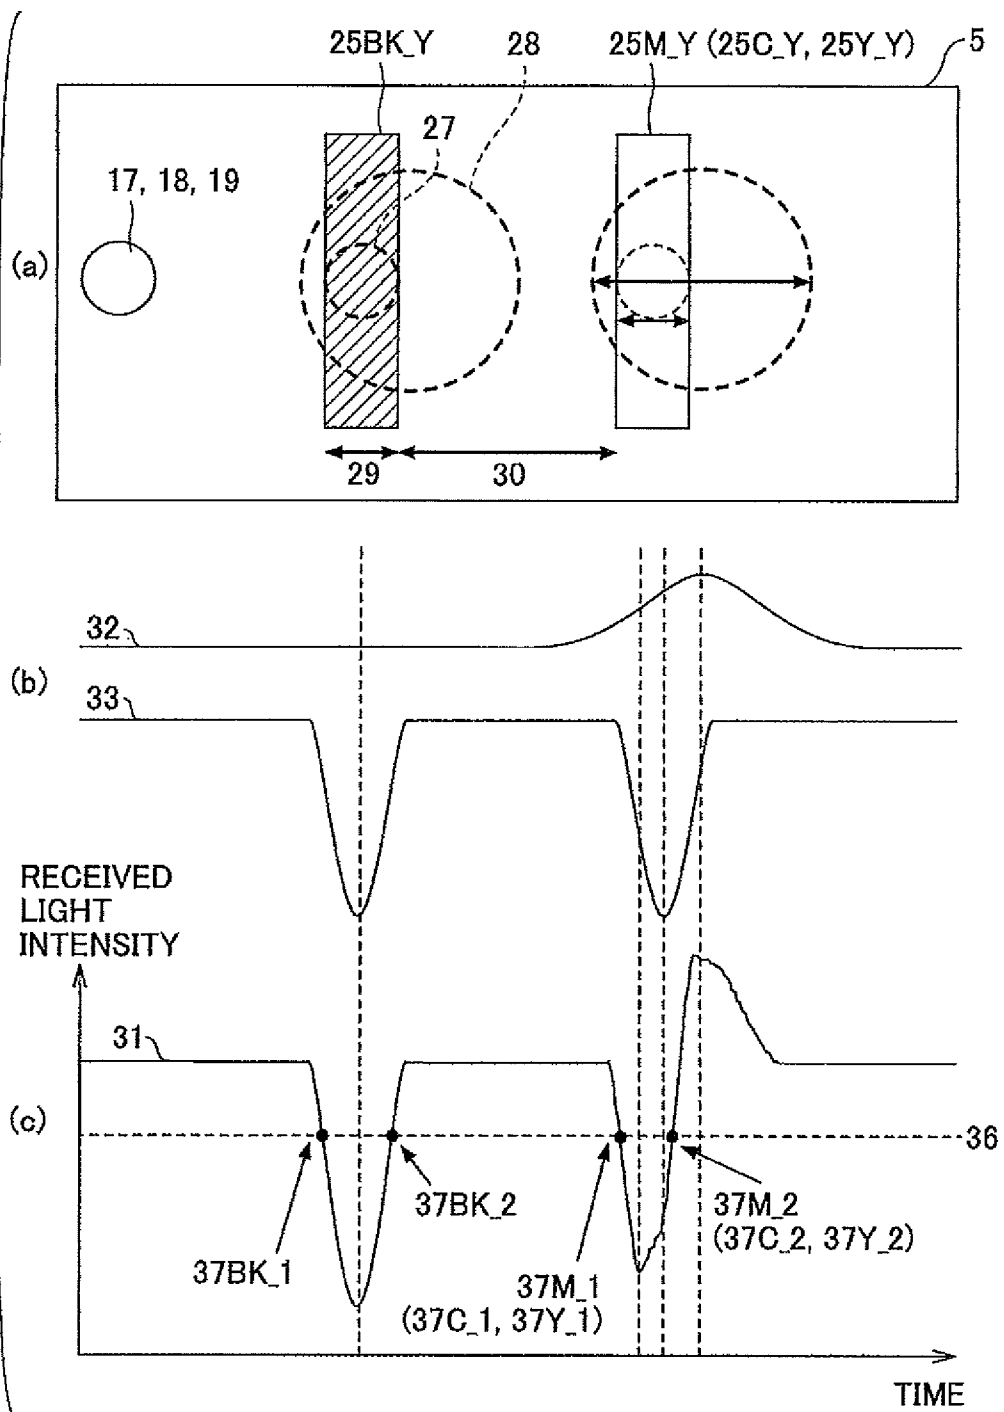 25BK_Y
28
25M_Y (25C_Y, 25Y_Y)
5
27
17, 18, 19
(a)
29
30
32
(b)
33
RECEIVED
LIGHT
INTENSITY
31
(c)
36
37BK_2
37M_2
(37C_2, 37Y_2)
37BK_1
37M_1
(37C_1, 37Y_1)
TIME